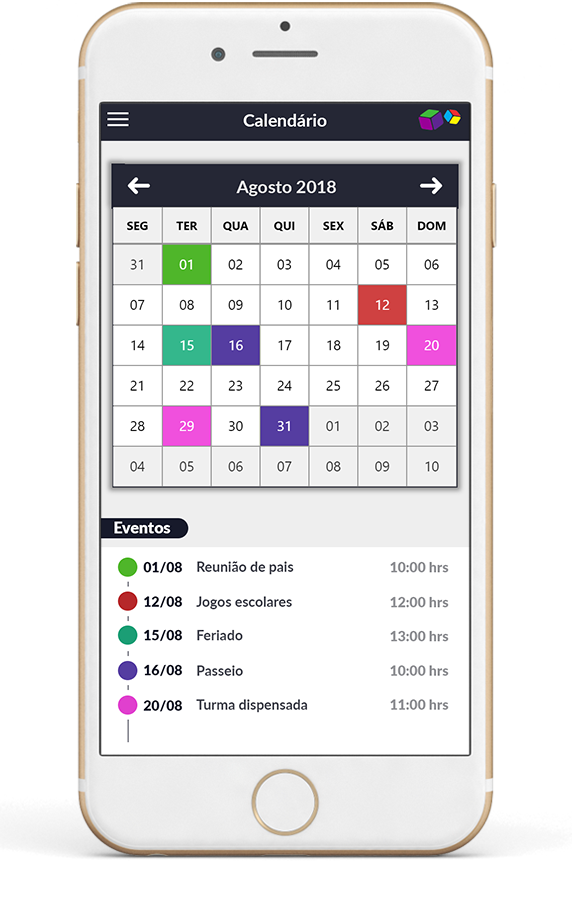 Calendário
Agosto 2018
SEG TER QUA QUI SEX SÁB DOM
31 01 02 03 04 05 06
07 08 09 10 11 12 13
14 15 16 17 18 19 20
21 22 23 24 25 26 27
28 29 30 31 01 02 03
04 05 06 07 08 09 10
Eventos
01/08 Reunião de pais 10:00 hrs
12/08 Jogos escolares 12:00 hrs
15/08 Feriado 13:00 hrs
16/08 Passeio 10:00 hrs
20/08 Turma dispensada 11:00 hrs